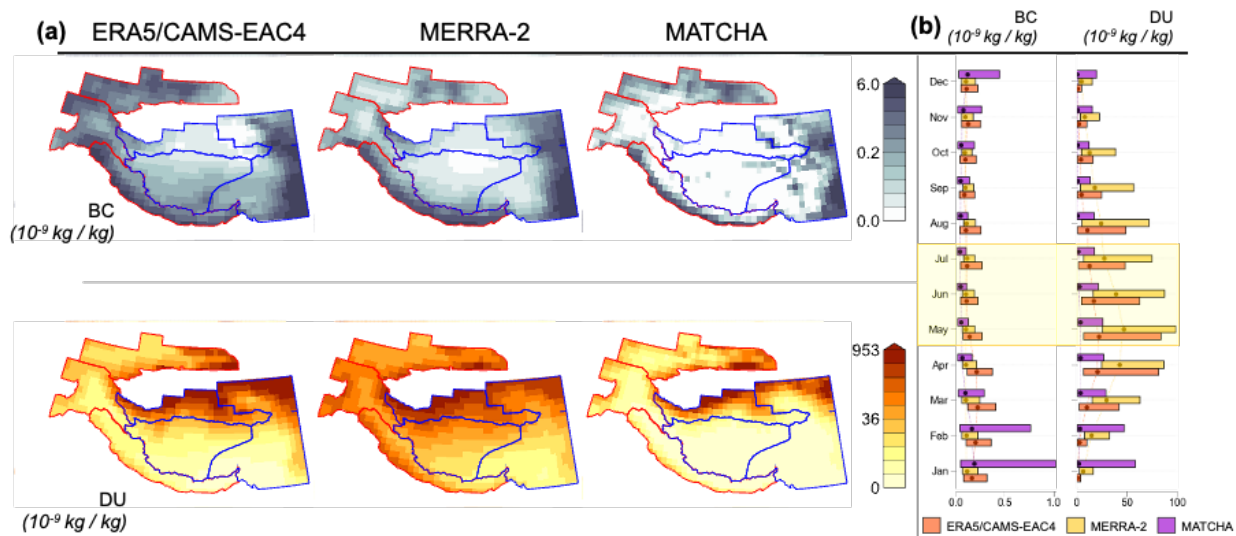 (a) ERA5/CAMS-EAC4 MERRA-2 MATCHA
BC
(10⁻⁹ kg / kg)
6.0
0.2
0.0
DU
(10⁻⁹ kg / kg)
953
36
0
(b) BC DU
(10⁻⁹ kg / kg) (10⁻⁹ kg / kg)
Dec
Nov
Oct
Sep
Aug
Jul
Jun
May
Apr
Mar
Feb
Jan
0.0 0.5 1.0 0 50 100
ERA5/CAMS-EAC4 MERRA-2 MATCHA